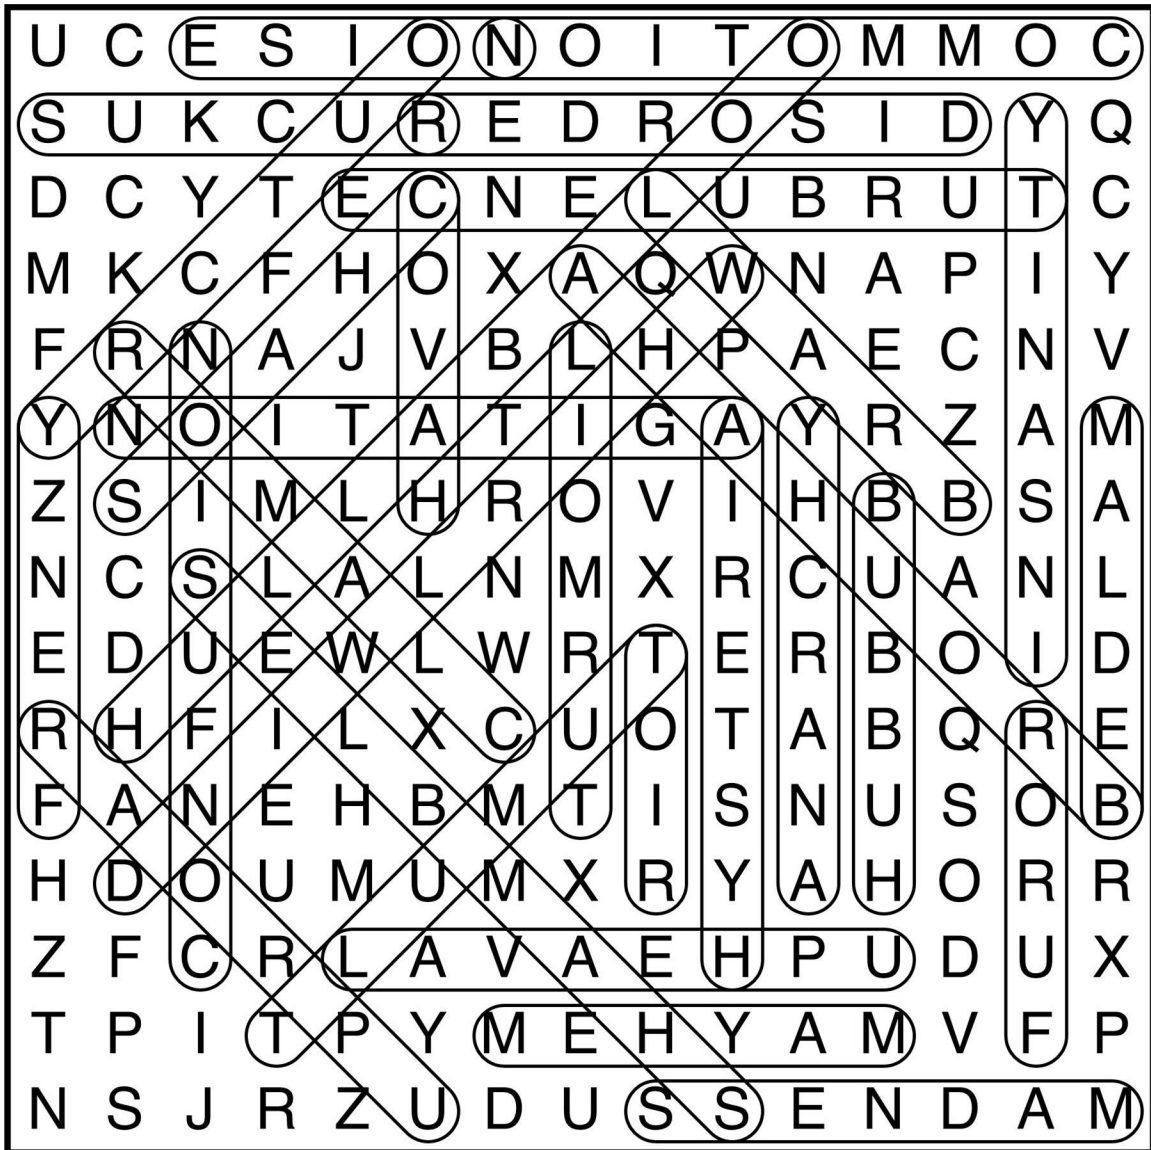 U C E S I O N O I T O M M O C
S U K C U R E D R O S I D Y Q
D C Y T E C N E L U B R U T C
M K C F H O X A Q W N A P I Y
F R N A J V B L H P A E C N V
Y N O I T A T I G A Y R Z A M
Z S I M L H R O V I H B B S A
N C S L A L N M X R C U A N L
E D U E W L W R T E R B O I D
R H F I L X C U O T A B Q R E
F A N E H B M T I S N U S O B
H D O U M U M X R Y A H O R R
Z F C R L A V A E H P U D U X
T P I T P Y M E H Y A M V F P
N S J R Z U D U S S E N D A M